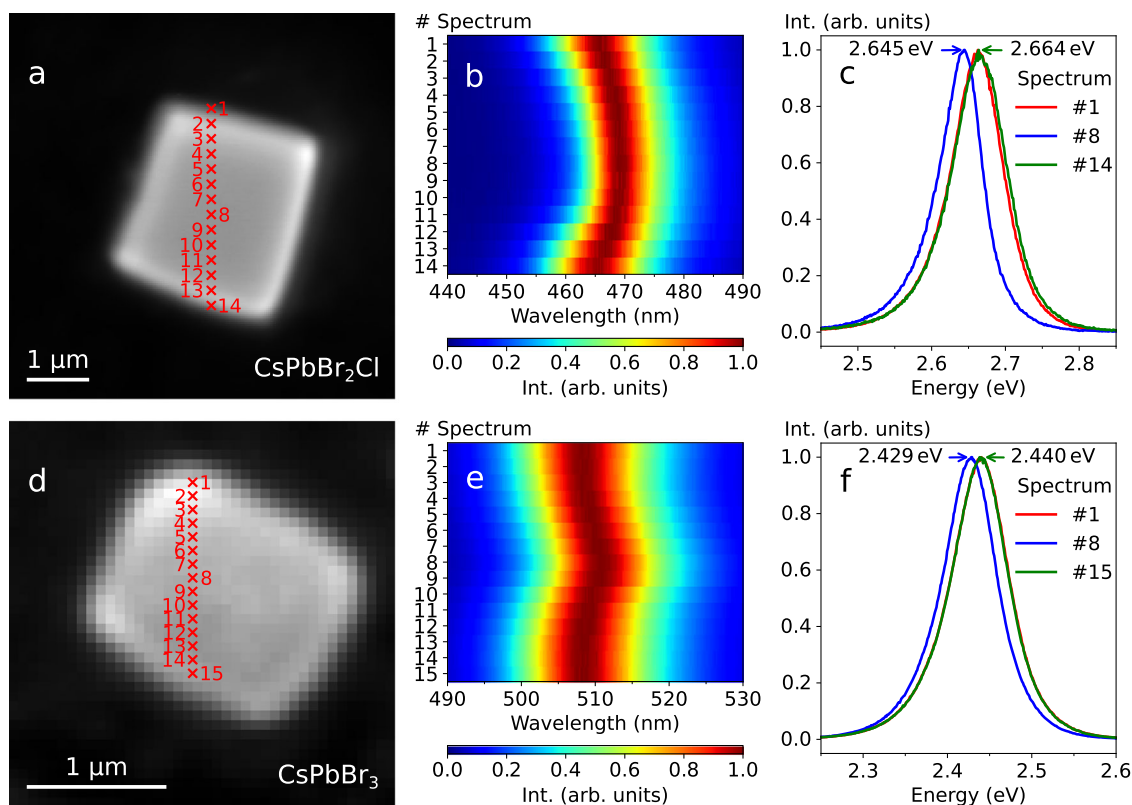 a
1
2
3
4
5
6
7
8
9
10
11
12
13
14
1 µm
CsPbBr₂Cl
# Spectrum
b
1
2
3
4
5
6
7
8
9
10
11
12
13
14
440 450 460 470 480 490
Wavelength (nm)
0.0 0.2 0.4 0.6 0.8 1.0
Int. (arb. units)
Int. (arb. units)
c
2.645 eV 2.664 eV
Spectrum
#1
#8
#14
1.0
0.8
0.6
0.4
0.2
0.0
2.5 2.6 2.7 2.8
Energy (eV)
d
1
2
3
4
5
6
7
8
9
10
11
12
13
14
15
1 µm
CsPbBr₃
# Spectrum
e
1
2
3
4
5
6
7
8
9
10
11
12
13
14
15
490 500 510 520 530
Wavelength (nm)
0.0 0.2 0.4 0.6 0.8 1.0
Int. (arb. units)
Int. (arb. units)
f
2.429 eV 2.440 eV
Spectrum
#1
#8
#15
1.0
0.8
0.6
0.4
0.2
0.0
2.3 2.4 2.5 2.6
Energy (eV)